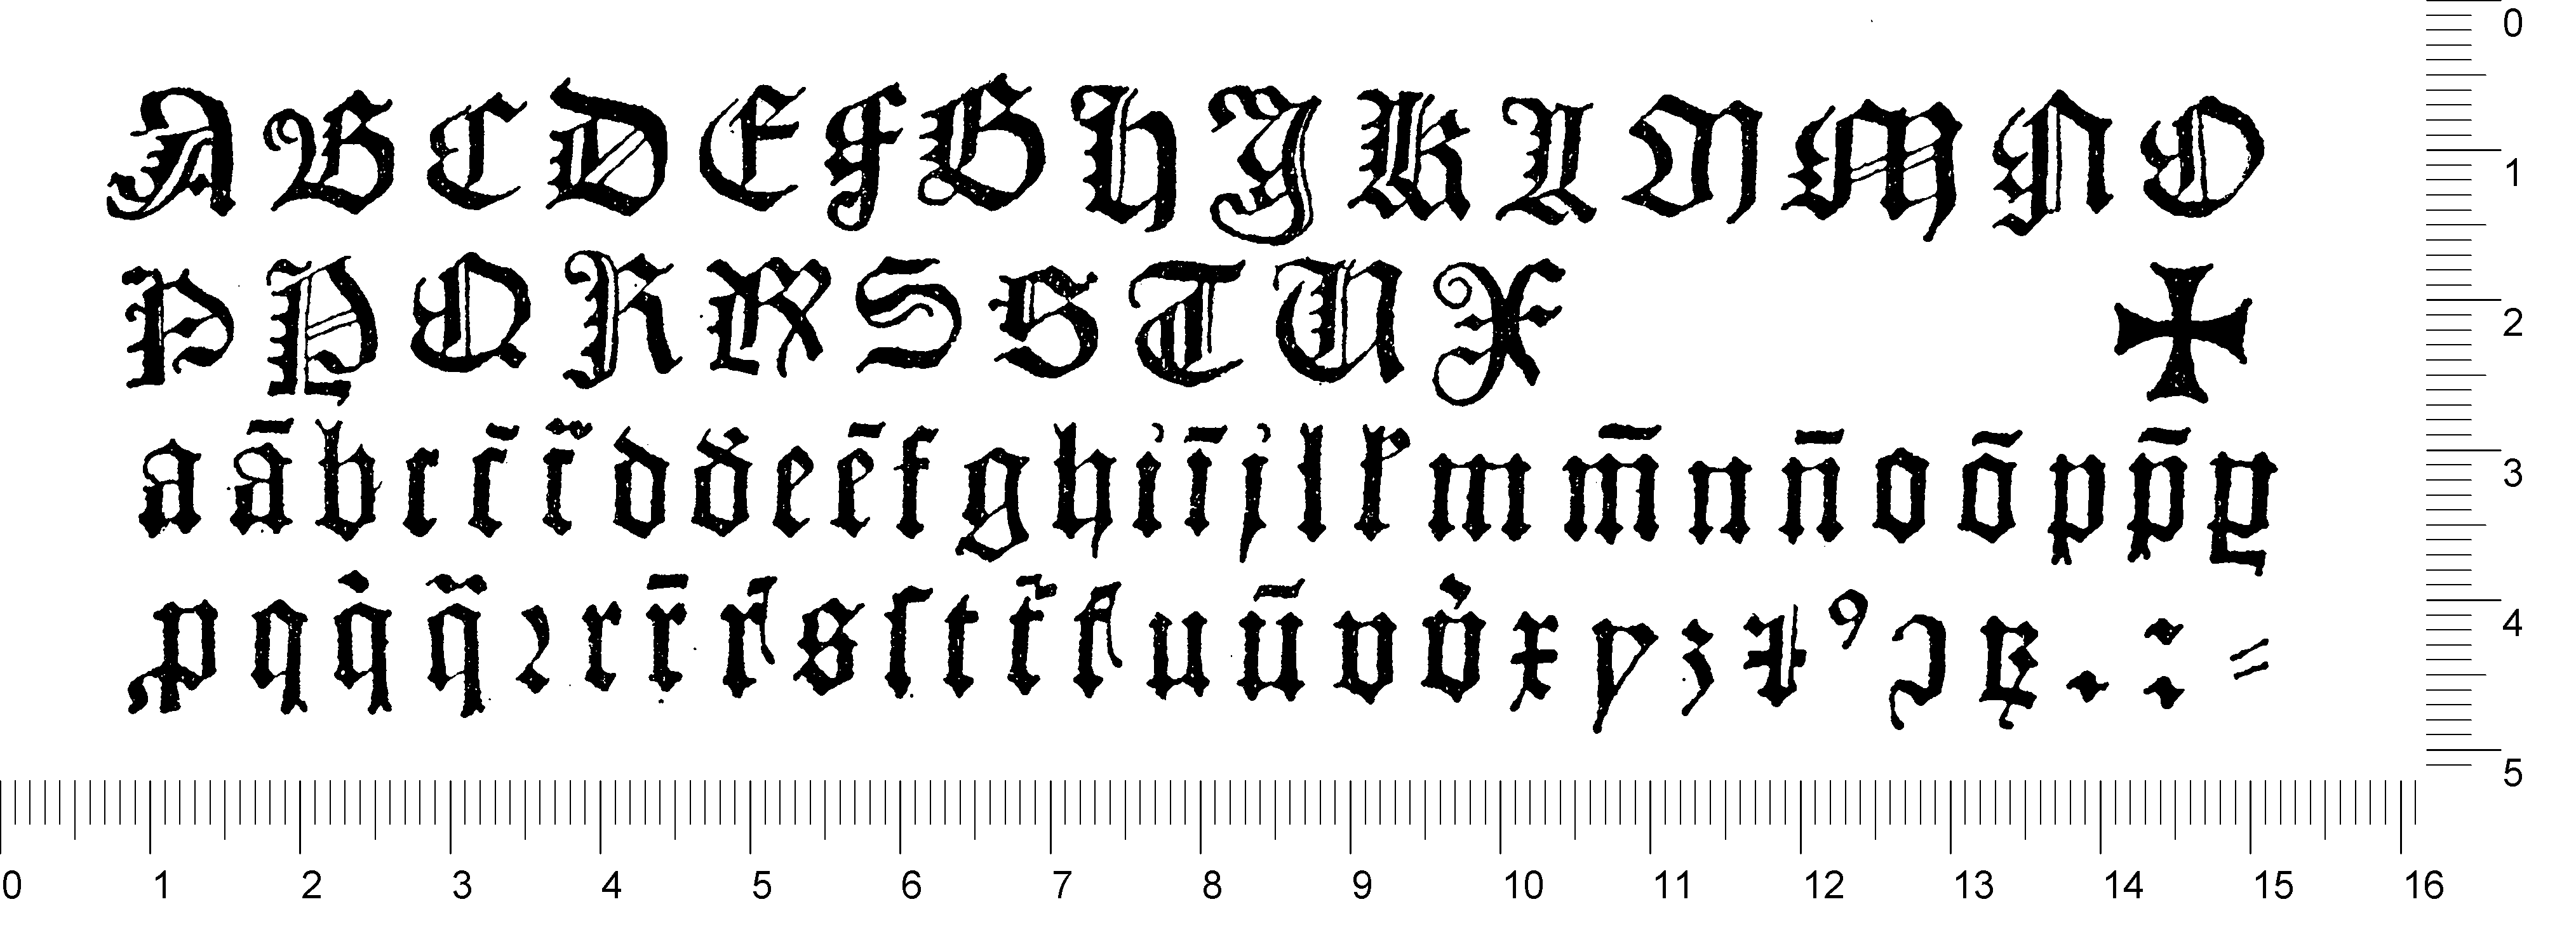 A B C D E F G H J K L M M N O
P P Q R R S S T U X ✠
a ā b c c̄ c̈ d d̈ e ē f g h i ī j l k m m̄ n n̄ o ō p p̄ ꝑ
ꝓ q q̇ q̈ ꝛ r r̄ r̾ s ſ t t̄ t̾ u ū v v̇ x y z ꝝ ꝰ ꝯ . : ⸗
0 1 2 3 4 5 6 7 8 9 10 11 12 13 14 15 16
0
1
2
3
4
5